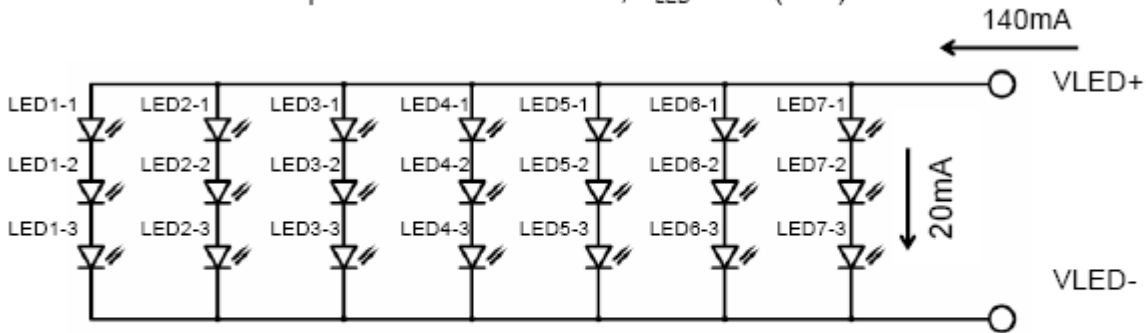 140mA
VLED+
LED1-1 LED2-1 LED3-1 LED4-1 LED5-1 LED6-1 LED7-1
LED1-2 LED2-2 LED3-2 LED4-2 LED5-2 LED6-2 LED7-2
20mA
LED1-3 LED2-3 LED3-3 LED4-3 LED5-3 LED6-3 LED7-3
VLED-